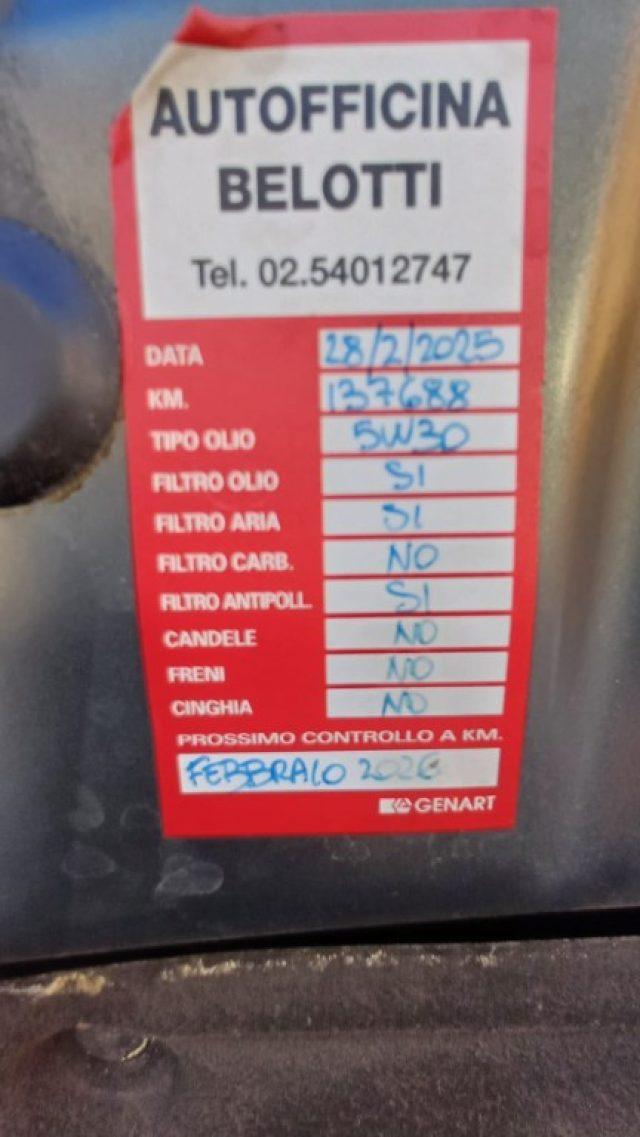 AUTOFFICINA
BELOTTI
Tel. 02.54012747
DATA 28/2/2025
KM. 137688
TIPO OLIO 5W30
FILTRO OLIO SI
FILTRO ARIA SI
FILTRO CARB. NO
FILTRO ANTIPOLL. SI
CANDELE NO
FRENI NO
CINGHIA NO
PROSSIMO CONTROLLO A KM.
FEBBRAIO 2026
GENART